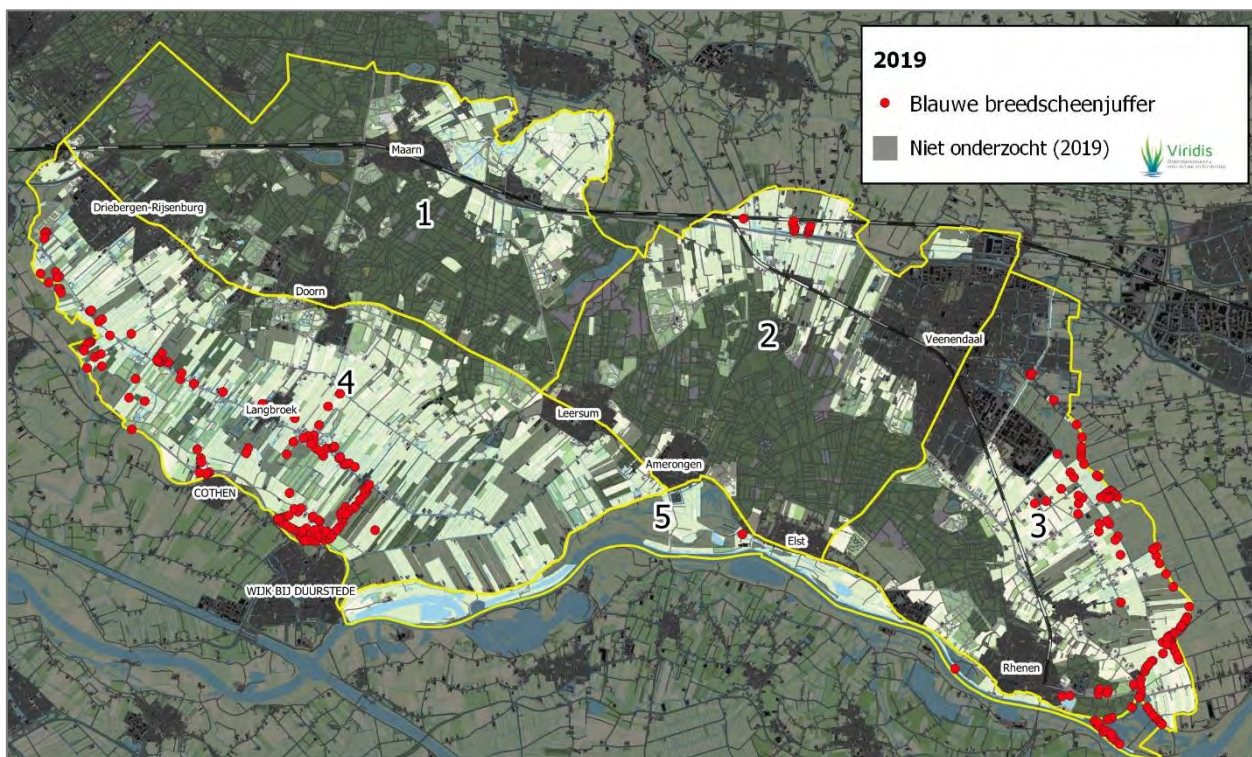 2019
Blauwe breedscheenjuffer
Niet onderzocht (2019)
Viridis
Maarn
Driebergen-Rijsenburg
1
Doorn
2
Veenendaal
4
Langbroek
Leersum
Amerongen
COTHEN
5
3
Elst
WIJK BIJ DUURSTEDE
Rhenen